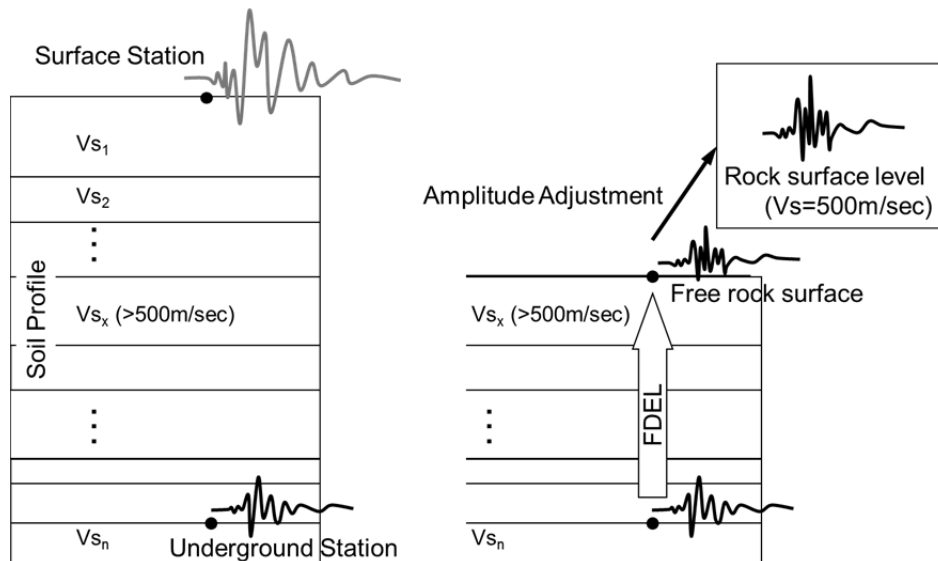 Surface Station
Vs1
Vs2
Soil Profile
Vsx (>500m/sec)
Vsn
Underground Station
Amplitude Adjustment
Rock surface level
(Vs=500m/sec)
Free rock surface
Vsx (>500m/sec)
FDEL
Vsn